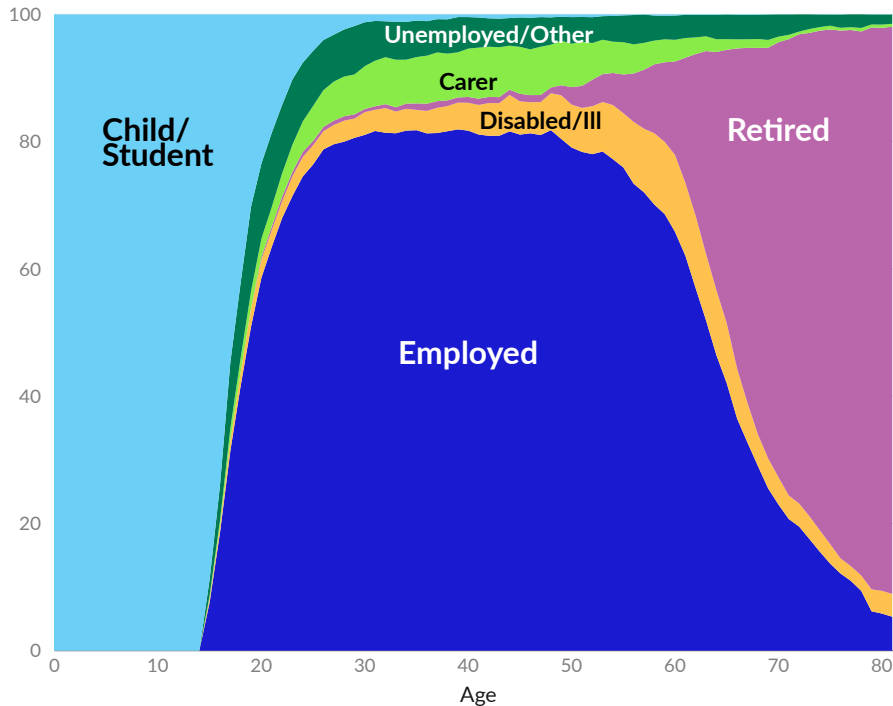 100
Unemployed/Other
Carer
Disabled/Ill
Child/
Student
Retired
80
60
Employed
40
20
0
0 10 20 30 40 50 60 70 80
Age